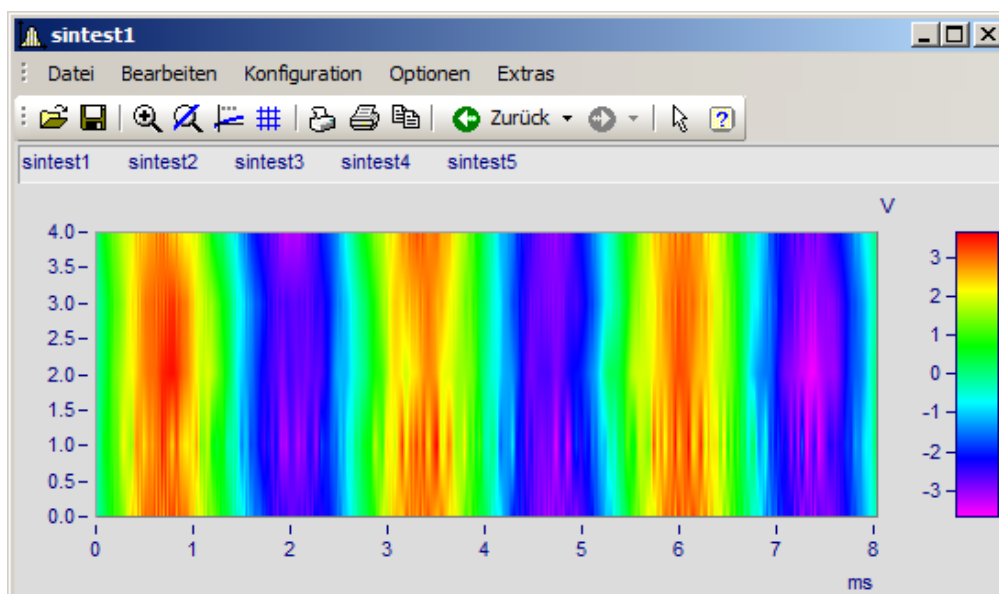 sintest1
Datei Bearbeiten Konfiguration Optionen Extras
Zurück
sintest1 sintest2 sintest3 sintest4 sintest5
V
4.0
3.5
3.0
2.5
2.0
1.5
1.0
0.5
0.0
0 1 2 3 4 5 6 7 8
ms
3
2
1
0
-1
-2
-3